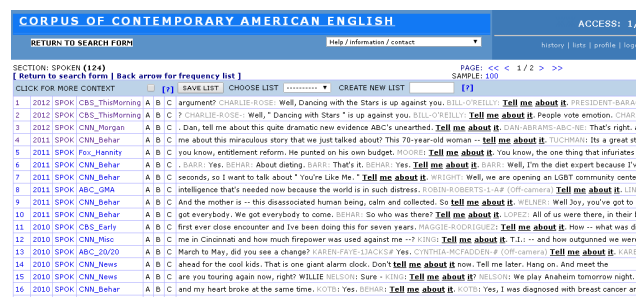 CORPUS OF CONTEMPORARY AMERICAN ENGLISH
ACCESS: 1/
RETURN TO SEARCH FORM
Help / information / contact
history | lists | profile | loga
SECTION: SPOKEN (124)
PAGE: << < 1 / 2 > >>
[ Return to search form | Back arrow for frequency list ]
SAMPLE: 100
CLICK FOR MORE CONTEXT [?] SAVE LIST CHOOSE LIST ---------- CREATE NEW LIST [?]
1 2012 SPOK CBS_ThisMorning A B C argument? CHARLIE-ROSE: Well, Dancing with the Stars is up against you. BILL-O'REILLY: Tell me about it. PRESIDENT-BARA
2 2012 SPOK CBS_ThisMorning A B C ? CHARLIE-ROSE: Well, " Dancing with Stars " is up against you. BILL-O'REILLY: Tell me about it. People vote emotion. CHAR
3 2012 SPOK CNN_Morgan A B C . Dan, tell me about this quite dramatic new evidence ABC's unearthed. Tell me about it. DAN-ABRAMS-ABC-NE: That's right. A
4 2011 SPOK CNN_Behar A B C me about this miraculous story that we just talked about? This 70-year-old woman -- tell me about it. TUCHMAN: Its a great st
5 2011 SPOK Fox_Hannity A B C you know, entitlement reform. He punted on his own budget. MOORE: Tell me about it. You know, the one thing that infuriates
6 2011 SPOK CNN_Behar A B C . BARR: Yes. BEHAR: About dieting. BARR: That's it. BEHAR: Yes. Tell me about it. BARR: Well, I'm the diet expert because I'v
7 2011 SPOK CNN_Behar A B C seconds, so I want to talk about " You're Like Me. " Tell me about it. WRIGHT: Well, we are opening an LGBT community cente
8 2011 SPOK ABC_GMA A B C intelligence that's needed now because the world is in such distress. ROBIN-ROBERTS-1-A# (Off-camera) Tell me about it. LIN
9 2011 SPOK CNN_Behar A B C And the mother is -- this disassociated human being, calm and collected. So tell me about it. WELNER: Well Joy, you've got to
10 2011 SPOK CNN_Behar A B C got everybody. We got everybody to come. BEHAR: So who was there? Tell me about it. LOPEZ: All of us were there, in their l
11 2010 SPOK CBS_Early A B C first ever close encounter and Ive been doing this for seven years. MAGGIE-RODRIGUEZ: Tell me about it. How -- what was d
12 2010 SPOK CNN_Misc A B C me in Cincinnati and how much firepower was used against me --? KING: Tell me about it. T.I.: -- and how outgunned we were
13 2010 SPOK ABC_20/20 A B C March to May, did you see a change? KAREN-FAYE-1JACKS# Yes. CYNTHIA-MCFADDEN-# (Off-camera) Tell me about it. KARE
14 2010 SPOK CNN_News A B C ahead for the cool kids. That is one giant alarm clock. Don't tell me about it now. Tell me later. Hang on. And meet the
15 2010 SPOK CNN_News A B C are you touring again now, right? WILLIE NELSON: Sure - KING: Tell me about it? NELSON: We play Anaheim tomorrow night.
16 2010 SPOK CNN_Behar A B C and my heart broke at the same time. KOTB: Yes. BEHAR: Tell me about it. KOTB: Yes, I was diagnosed with breast cancer a